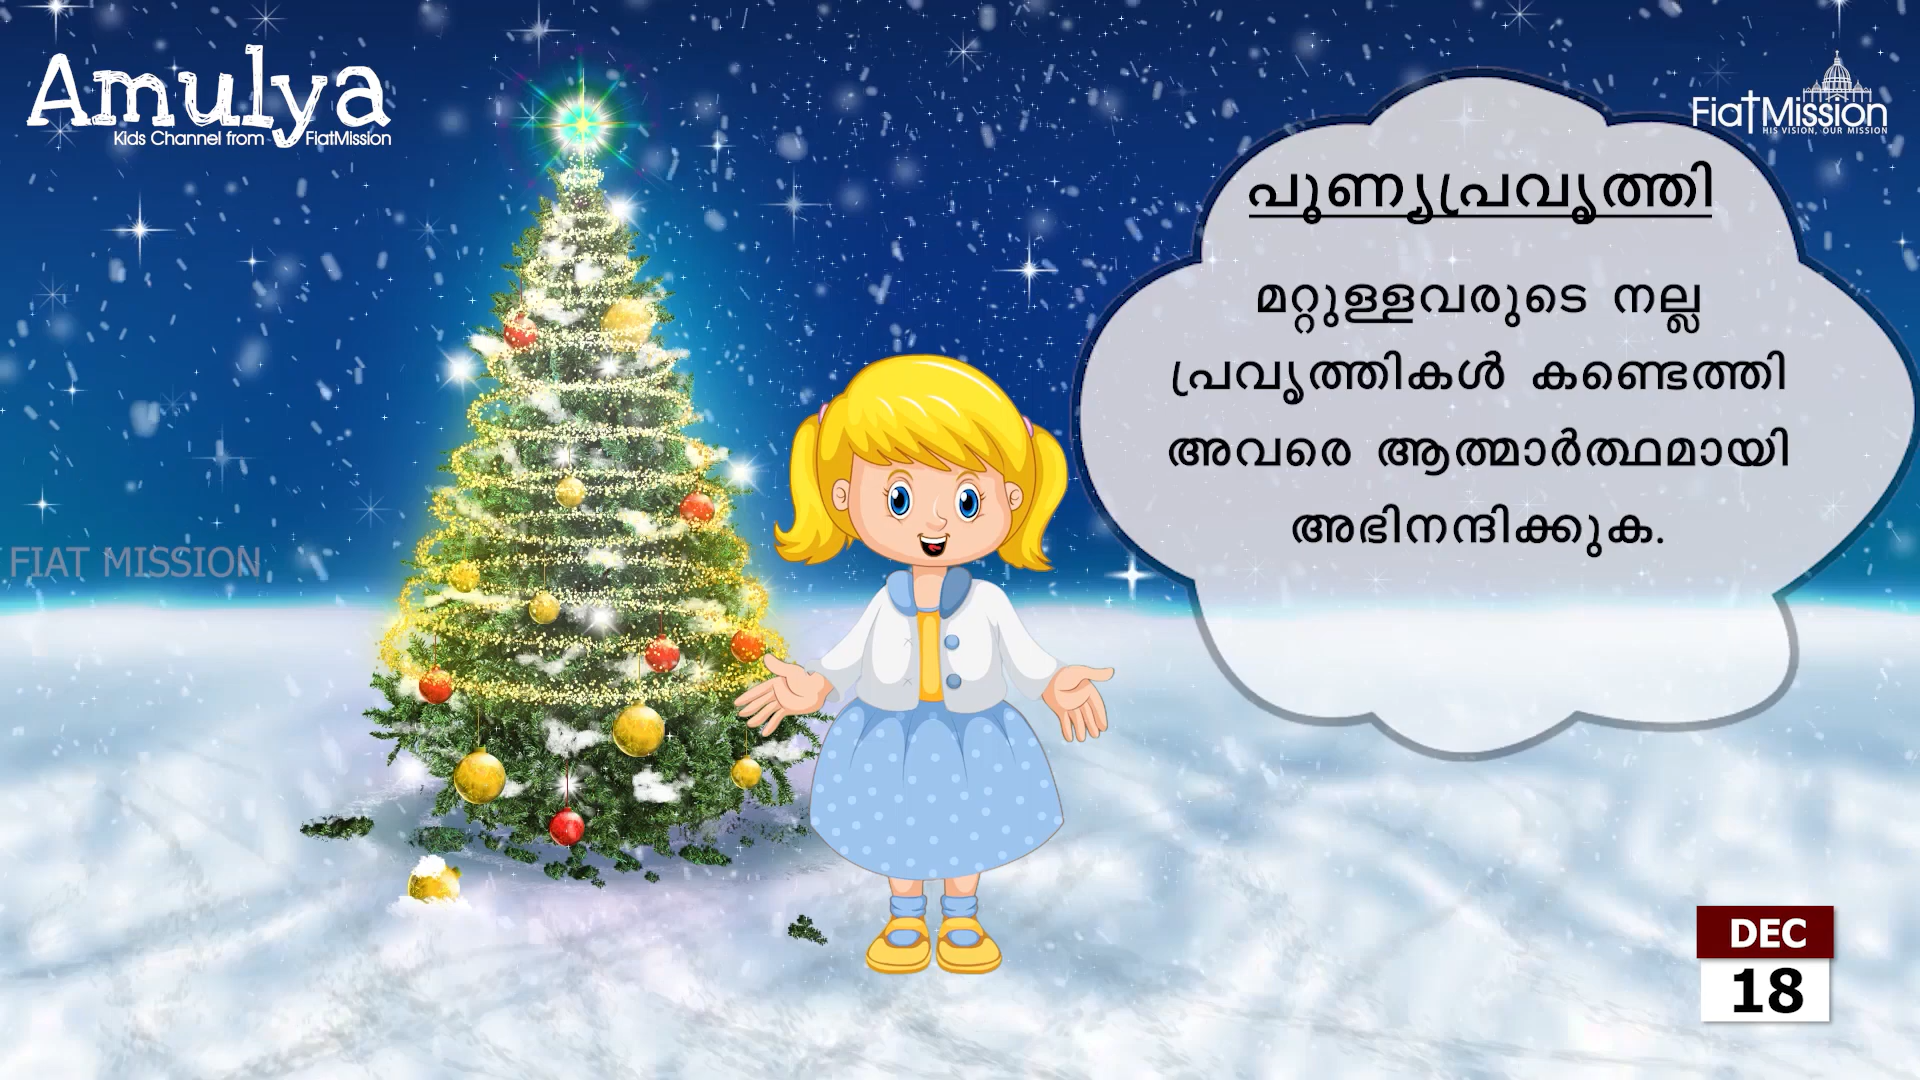 Amulya
Kids Channel from FiatMission
FiatMission
HIS VISION, OUR MISSION
പുണ്യപ്രവൃത്തി
മറ്റുള്ളവരുടെ നല്ല
പ്രവൃത്തികൾ കണ്ടെത്തി
അവരെ ആത്മാർത്ഥമായി
അഭിനന്ദിക്കുക.
FIAT MISSION
DEC
18